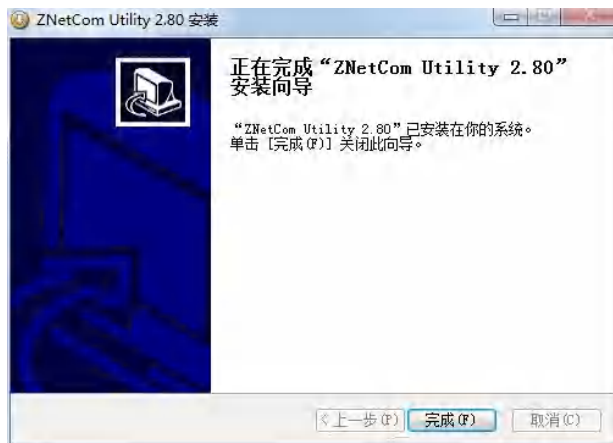 ZNetCom Utility 2.80 安装
正在完成“ZNetCom Utility 2.80”
安装向导
“ZNetCom Utility 2.80”已安装在你的系统。
单击 [完成(F)] 关闭此向导。
<上一步(P)
完成(F)
取消(C)